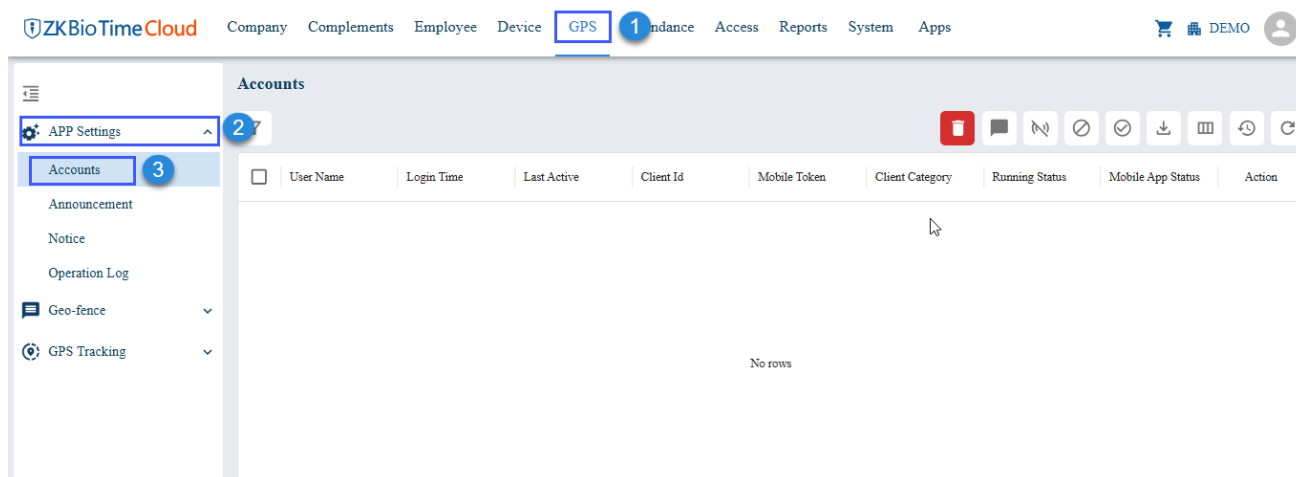 ZKBioTime Cloud Company Complements Employee Device GPS 1 ndance Access Reports System Apps DEMO
Accounts
APP Settings 2
Accounts 3
User Name Login Time Last Active Client Id Mobile Token Client Category Running Status Mobile App Status Action
Announcement
Notice
Operation Log
Geo-fence
GPS Tracking
No rows